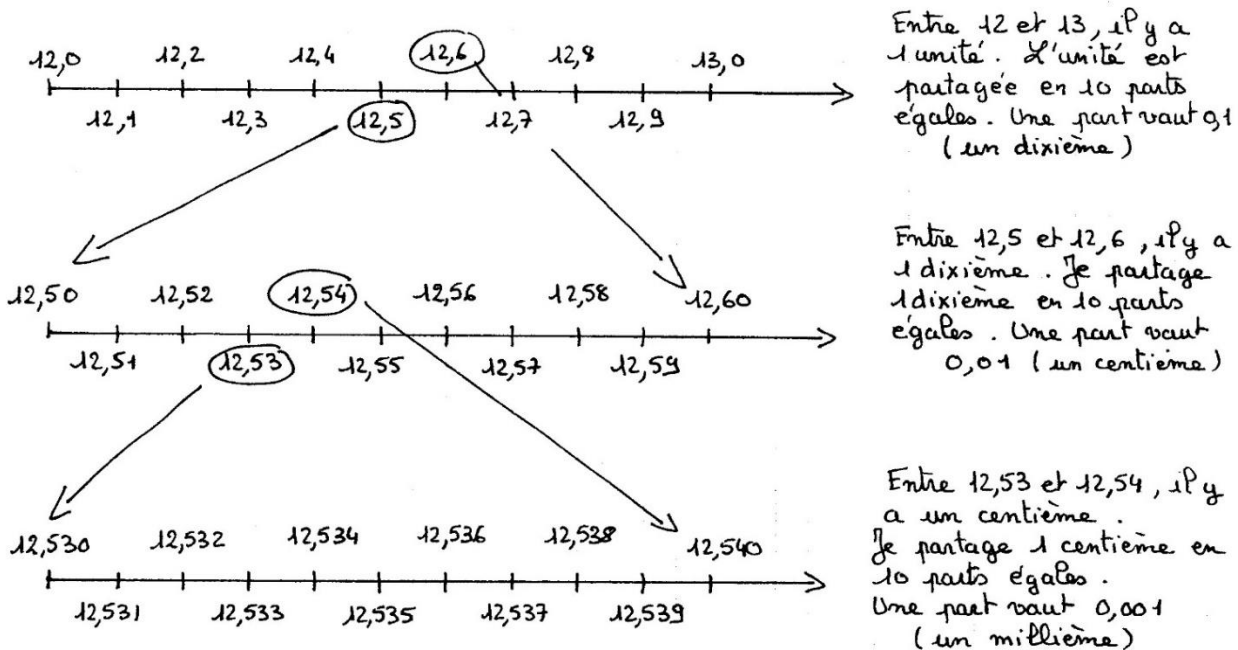 12,0 12,2 12,4 12,6 12,8 13,0
12,1 12,3 12,5 12,7 12,9
Entre 12 et 13, il y a
1 unité. L'unité est
partagée en 10 parts
égales. Une part vaut 0,1
(un dixième)
12,50 12,52 12,54 12,56 12,58 12,60
12,51 12,53 12,55 12,57 12,59
Entre 12,5 et 12,6, il y a
1 dixième. Je partage
1 dixième en 10 parts
égales. Une part vaut
0,01 (un centième)
12,530 12,532 12,534 12,536 12,538 12,540
12,531 12,533 12,535 12,537 12,539
Entre 12,53 et 12,54, il y
a un centième.
Je partage 1 centième en
10 parts égales.
Une part vaut 0,001
(un millième)